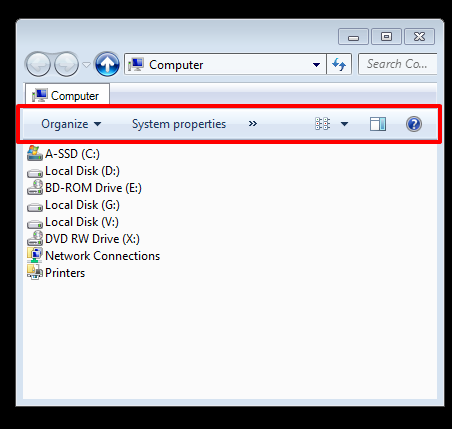 Computer
Search Co...
Computer
Organize System properties »
A-SSD (C:)
Local Disk (D:)
BD-ROM Drive (E:)
Local Disk (G:)
Local Disk (V:)
DVD RW Drive (X:)
Network Connections
Printers